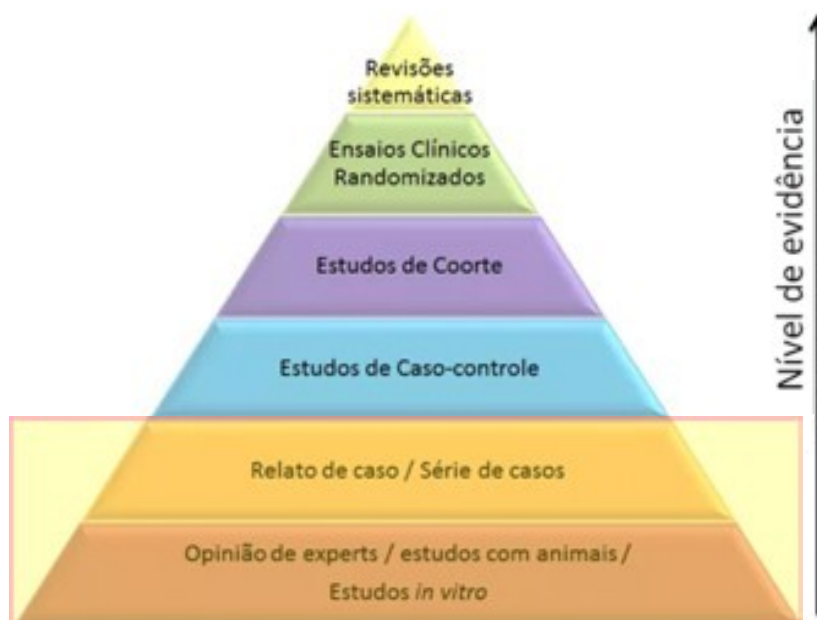 Revisões
sistemáticas
Ensaios Clínicos
Randomizados
Estudos de Coorte
Estudos de Caso-controle
Relato de caso / Série de casos
Opinião de experts / estudos com animais /
Estudos in vitro
Nível de evidência